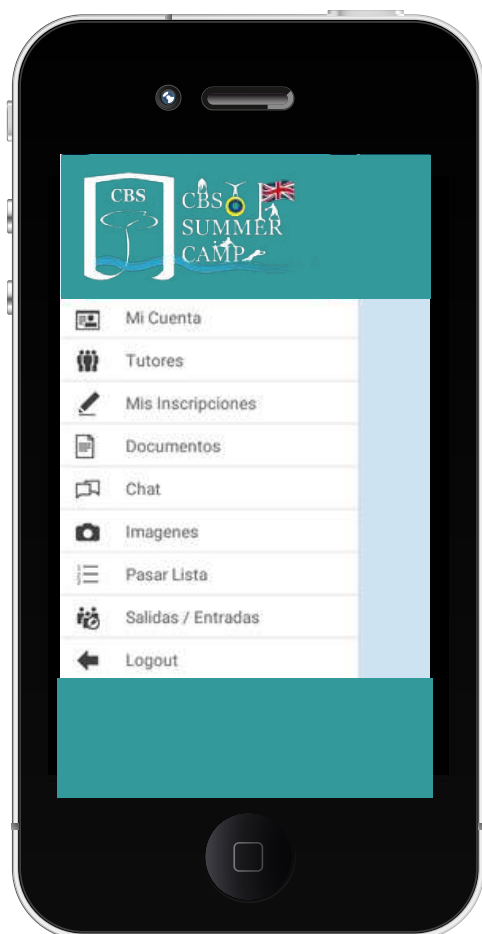 CBS
CBS
SUMMER
CAMP
Mi Cuenta
Tutores
Mis Inscripciones
Documentos
Chat
Imagenes
Pasar Lista
Salidas / Entradas
Logout